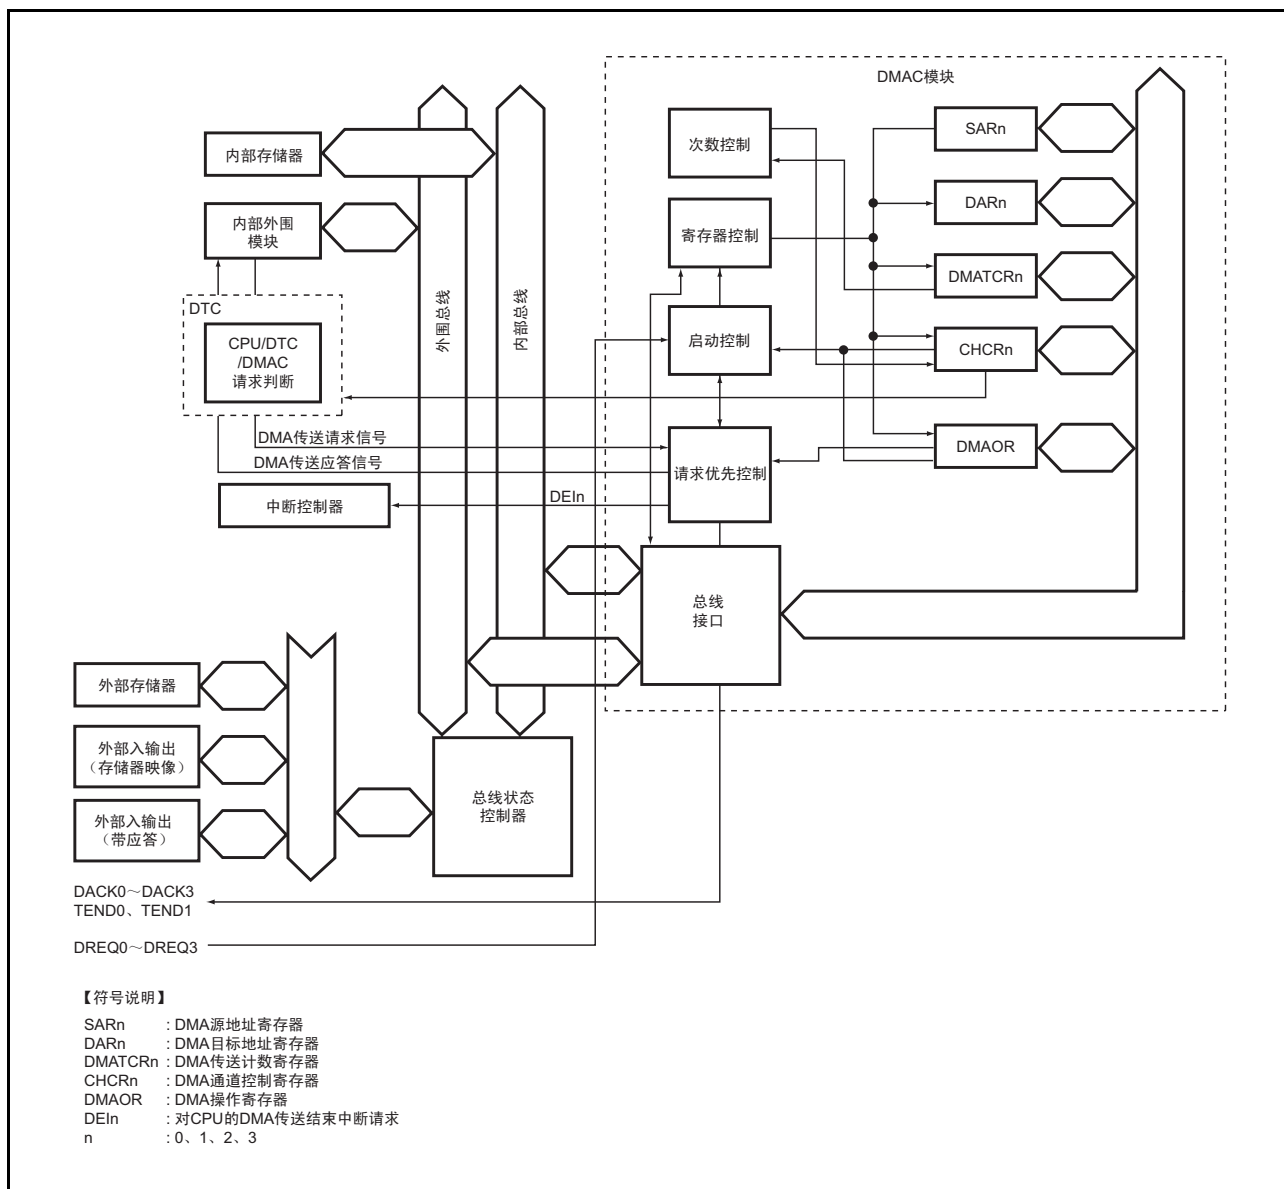 DMAC模块
内部存储器
次数控制
SARn
内部外围
模块
寄存器控制
DARn
DMATCRn
DTC
CPU/DTC
/DMAC
请求判断
外围总线
内部总线
启动控制
CHCRn
DMA传送请求信号
DMA传送应答信号
请求优先控制
DMAOR
中断控制器
DEIn
总线
接口
外部存储器
外部入输出
（存储器映像）
外部入输出
（带应答）
总线状态
控制器
DACK0～DACK3
TEND0、TEND1
DREQ0～DREQ3
【符号说明】
SARn : DMA源地址寄存器
DARn : DMA目标地址寄存器
DMATCRn : DMA传送计数寄存器
CHCRn : DMA通道控制寄存器
DMAOR : DMA操作寄存器
DEIn : 对CPU的DMA传送结束中断请求
n : 0、1、2、3